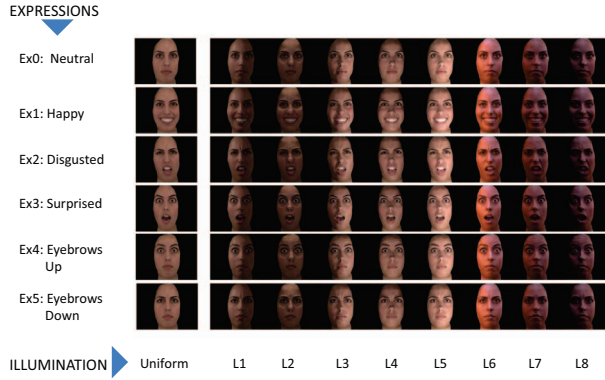 EXPRESSIONS
Ex0: Neutral
Ex1: Happy
Ex2: Disgusted
Ex3: Surprised
Ex4: Eyebrows
Up
Ex5: Eyebrows
Down
ILLUMINATION Uniform L1 L2 L3 L4 L5 L6 L7 L8